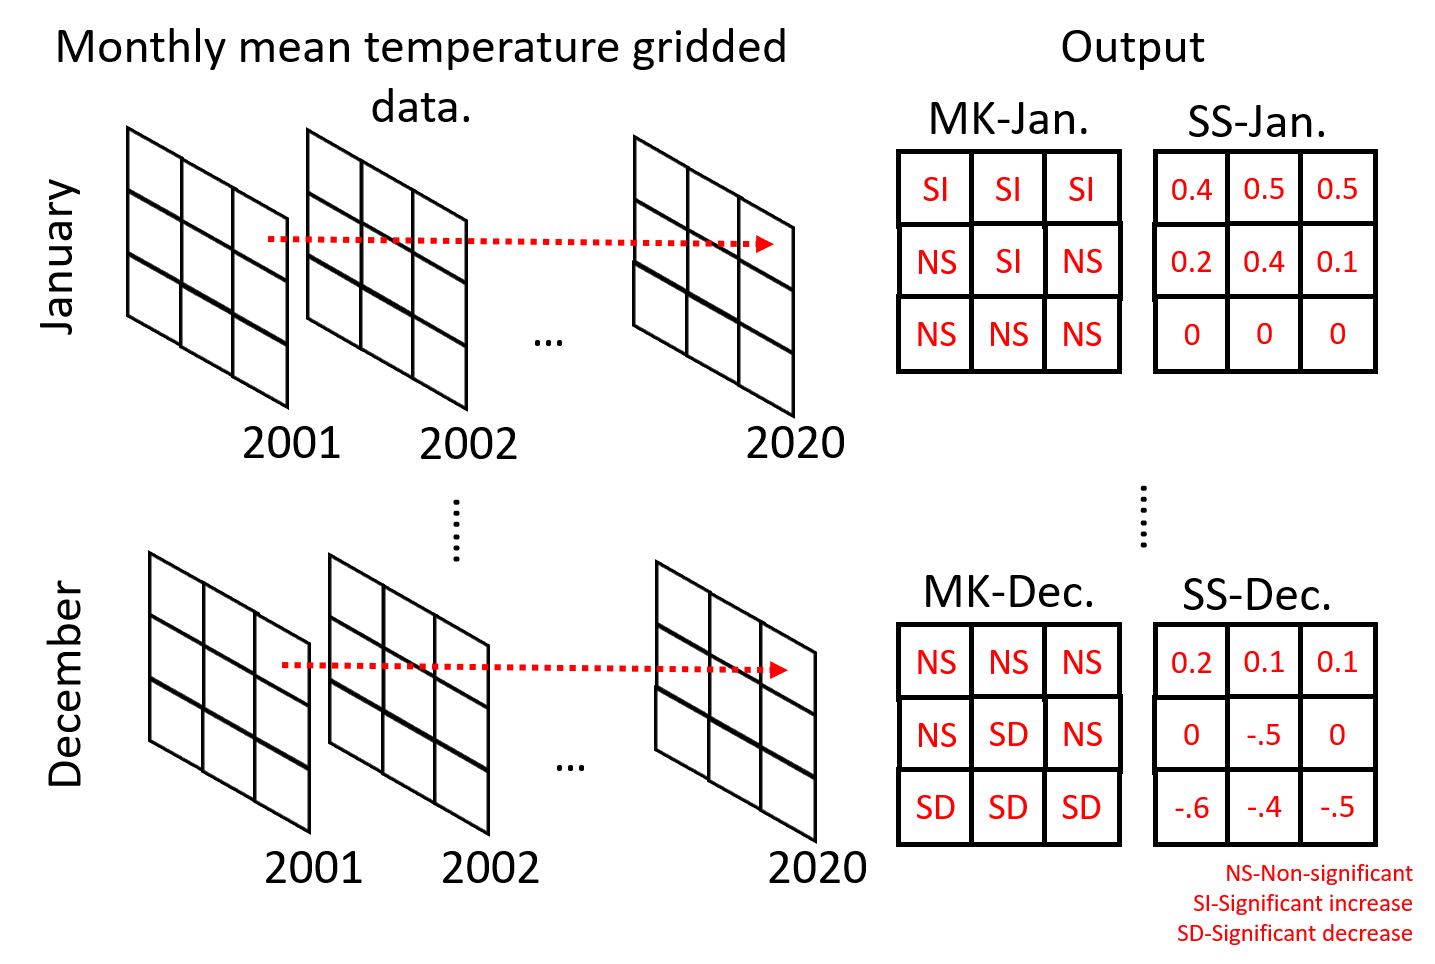 Monthly mean temperature gridded
data.
Output
January
2001
2002
...
2020
MK-Jan.
SI SI SI
NS SI NS
NS NS NS
SS-Jan.
0.4 0.5 0.5
0.2 0.4 0.1
0 0 0
......
......
December
2001
2002
...
2020
MK-Dec.
NS NS NS
NS SD NS
SD SD SD
SS-Dec.
0.2 0.1 0.1
0 -.5 0
-.6 -.4 -.5
NS-Non-significant
SI-Significant increase
SD-Significant decrease